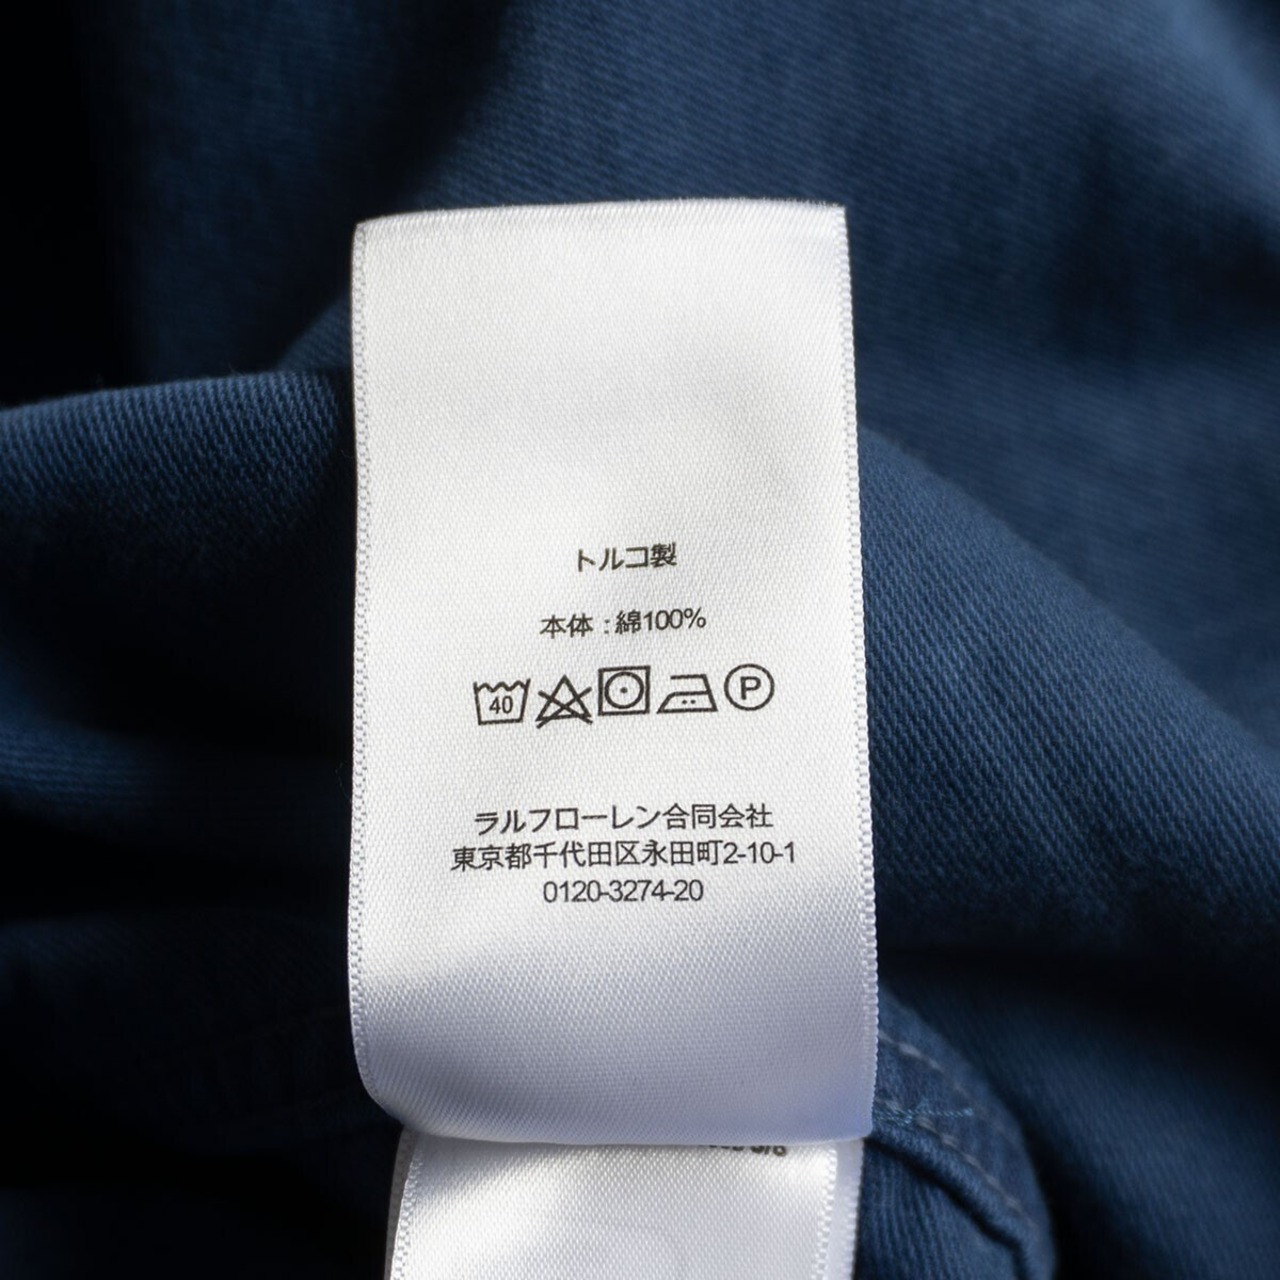 トルコ製
本体 : 綿100%
40 P
ラルフローレン合同会社
東京都千代田区永田町2-10-1
0120-3274-20